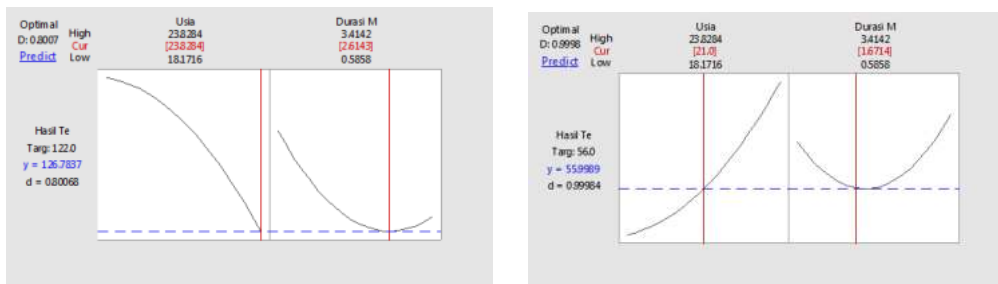 Optimal
D: 0.8007
Predict
High
Cur
Low
Usia
23.8284
[23.8284]
18.1716
Durasi M
3.4142
[2.6143]
0.5858
Hasil Te
Targ: 122.0
y = 126.7837
d = 0.80068
Optimal
D: 0.9998
Predict
High
Cur
Low
Usia
23.8284
[21.0]
18.1716
Durasi M
3.4142
[1.6714]
0.5858
Hasil Te
Targ: 56.0
y = 55.9989
d = 0.99984